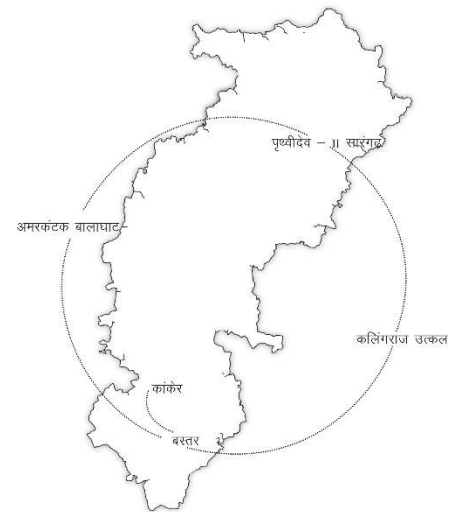 पृथ्वीदेव – II सारंगढ़
अमरकंटक बालाघाट
कलिंगराज उत्कल
कांकेर
बस्तर